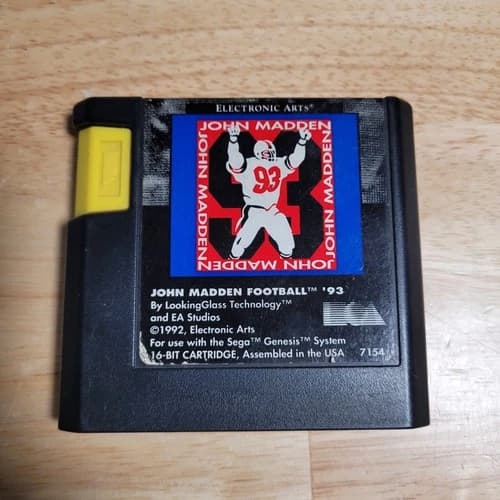 ELECTRONIC ARTS®
JOHN MADDEN
JOHN MADDEN
JOHN MADDEN
93
JOHN MADDEN
JOHN MADDEN FOOTBALL™ '93
By LookingGlass Technology™
and EA Studios
©1992, Electronic Arts
For use with the Sega™ Genesis™ System
16-BIT CARTRIDGE, Assembled in the USA 7154
EA